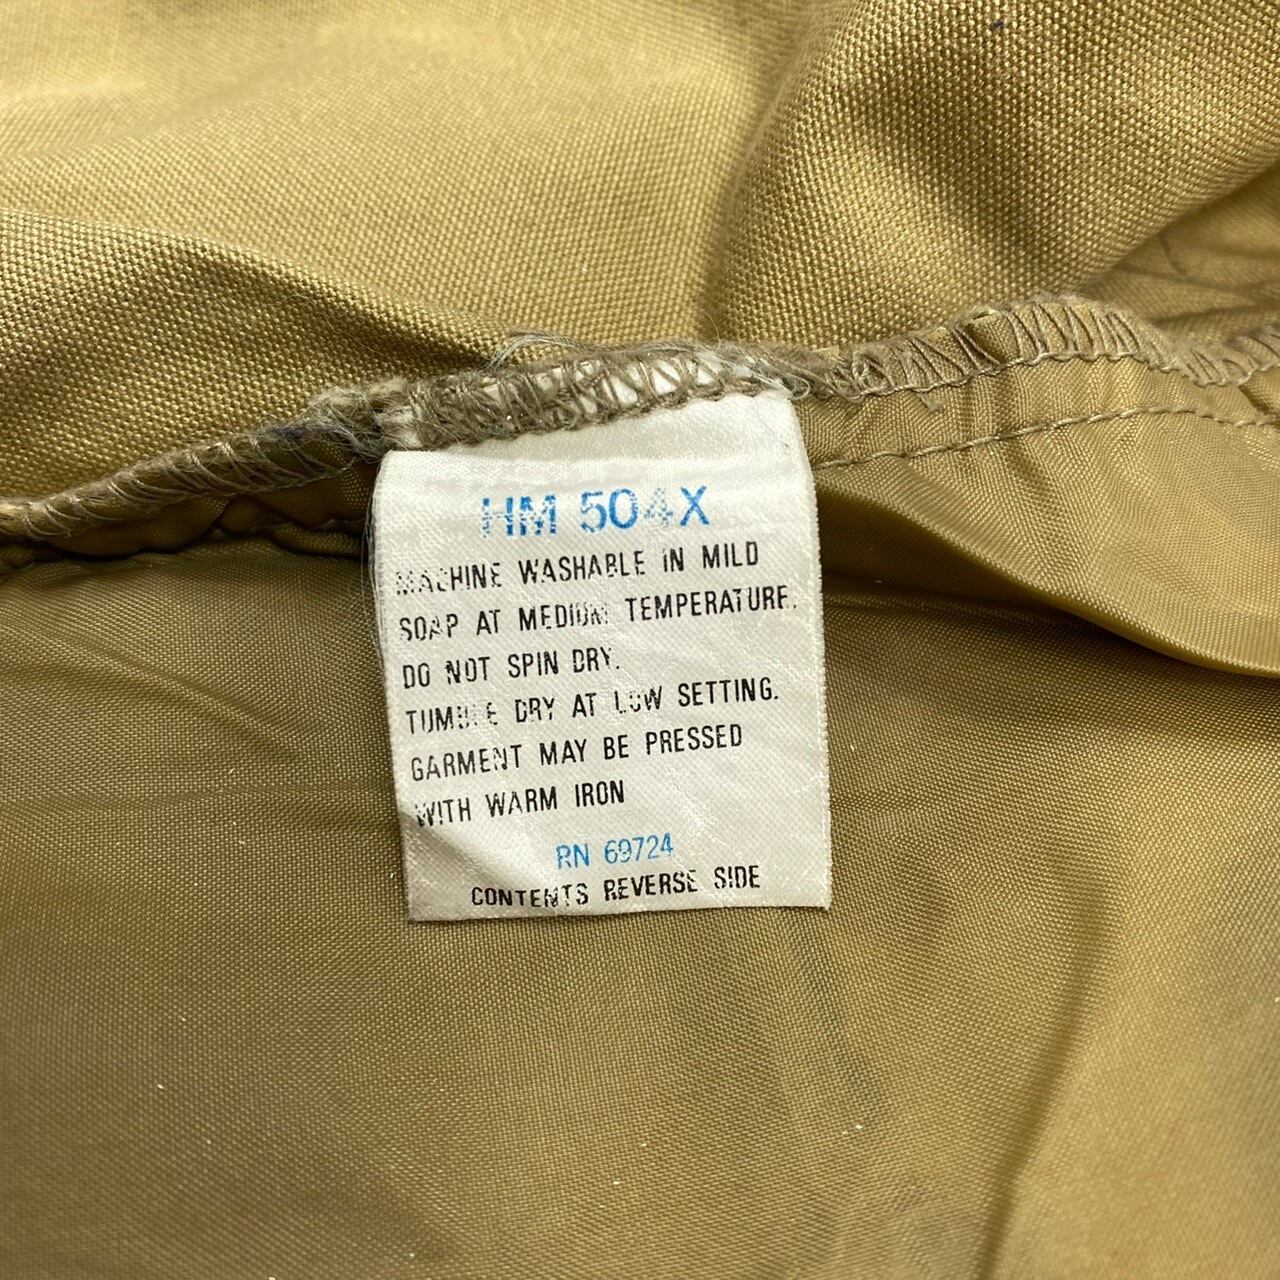 HM 504X
MACHINE WASHABLE IN MILD
SOAP AT MEDIUM TEMPERATURE.
DO NOT SPIN DRY.
TUMBLE DRY AT LOW SETTING.
GARMENT MAY BE PRESSED
WITH WARM IRON
RN 69724
CONTENTS REVERSE SIDE